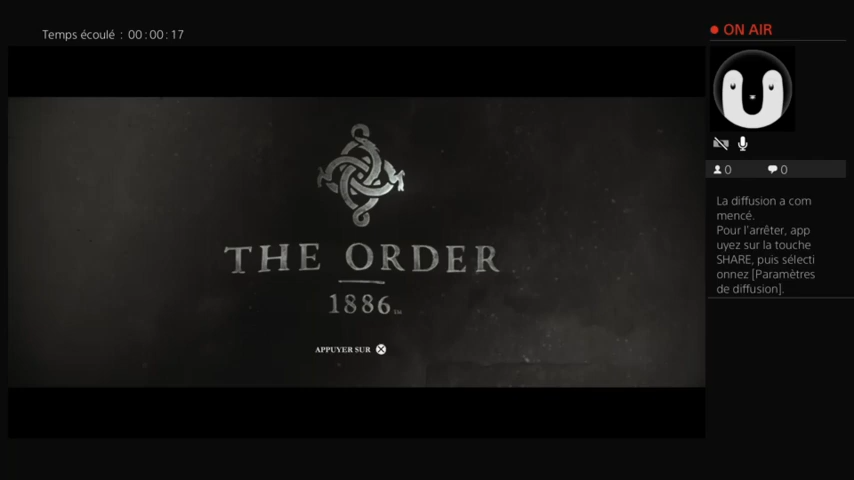 Temps écoulé : 00:00:17
ON AIR
THE ORDER
1886
APPUYER SUR
0 0
La diffusion a com
mencé.
Pour l'arrêter, app
uyez sur la touche
SHARE, puis sélecti
onnez [Paramètres
de diffusion].